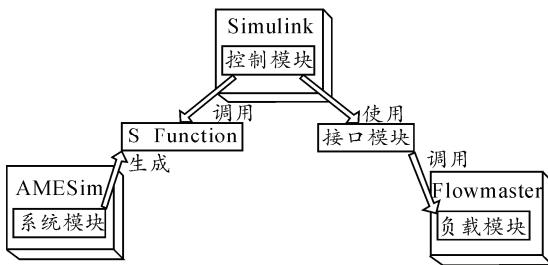 Simulink
控制模块
调用
使用
S Function
接口模块
生成
调用
AMESim
系统模块
Flowmaster
负载模块